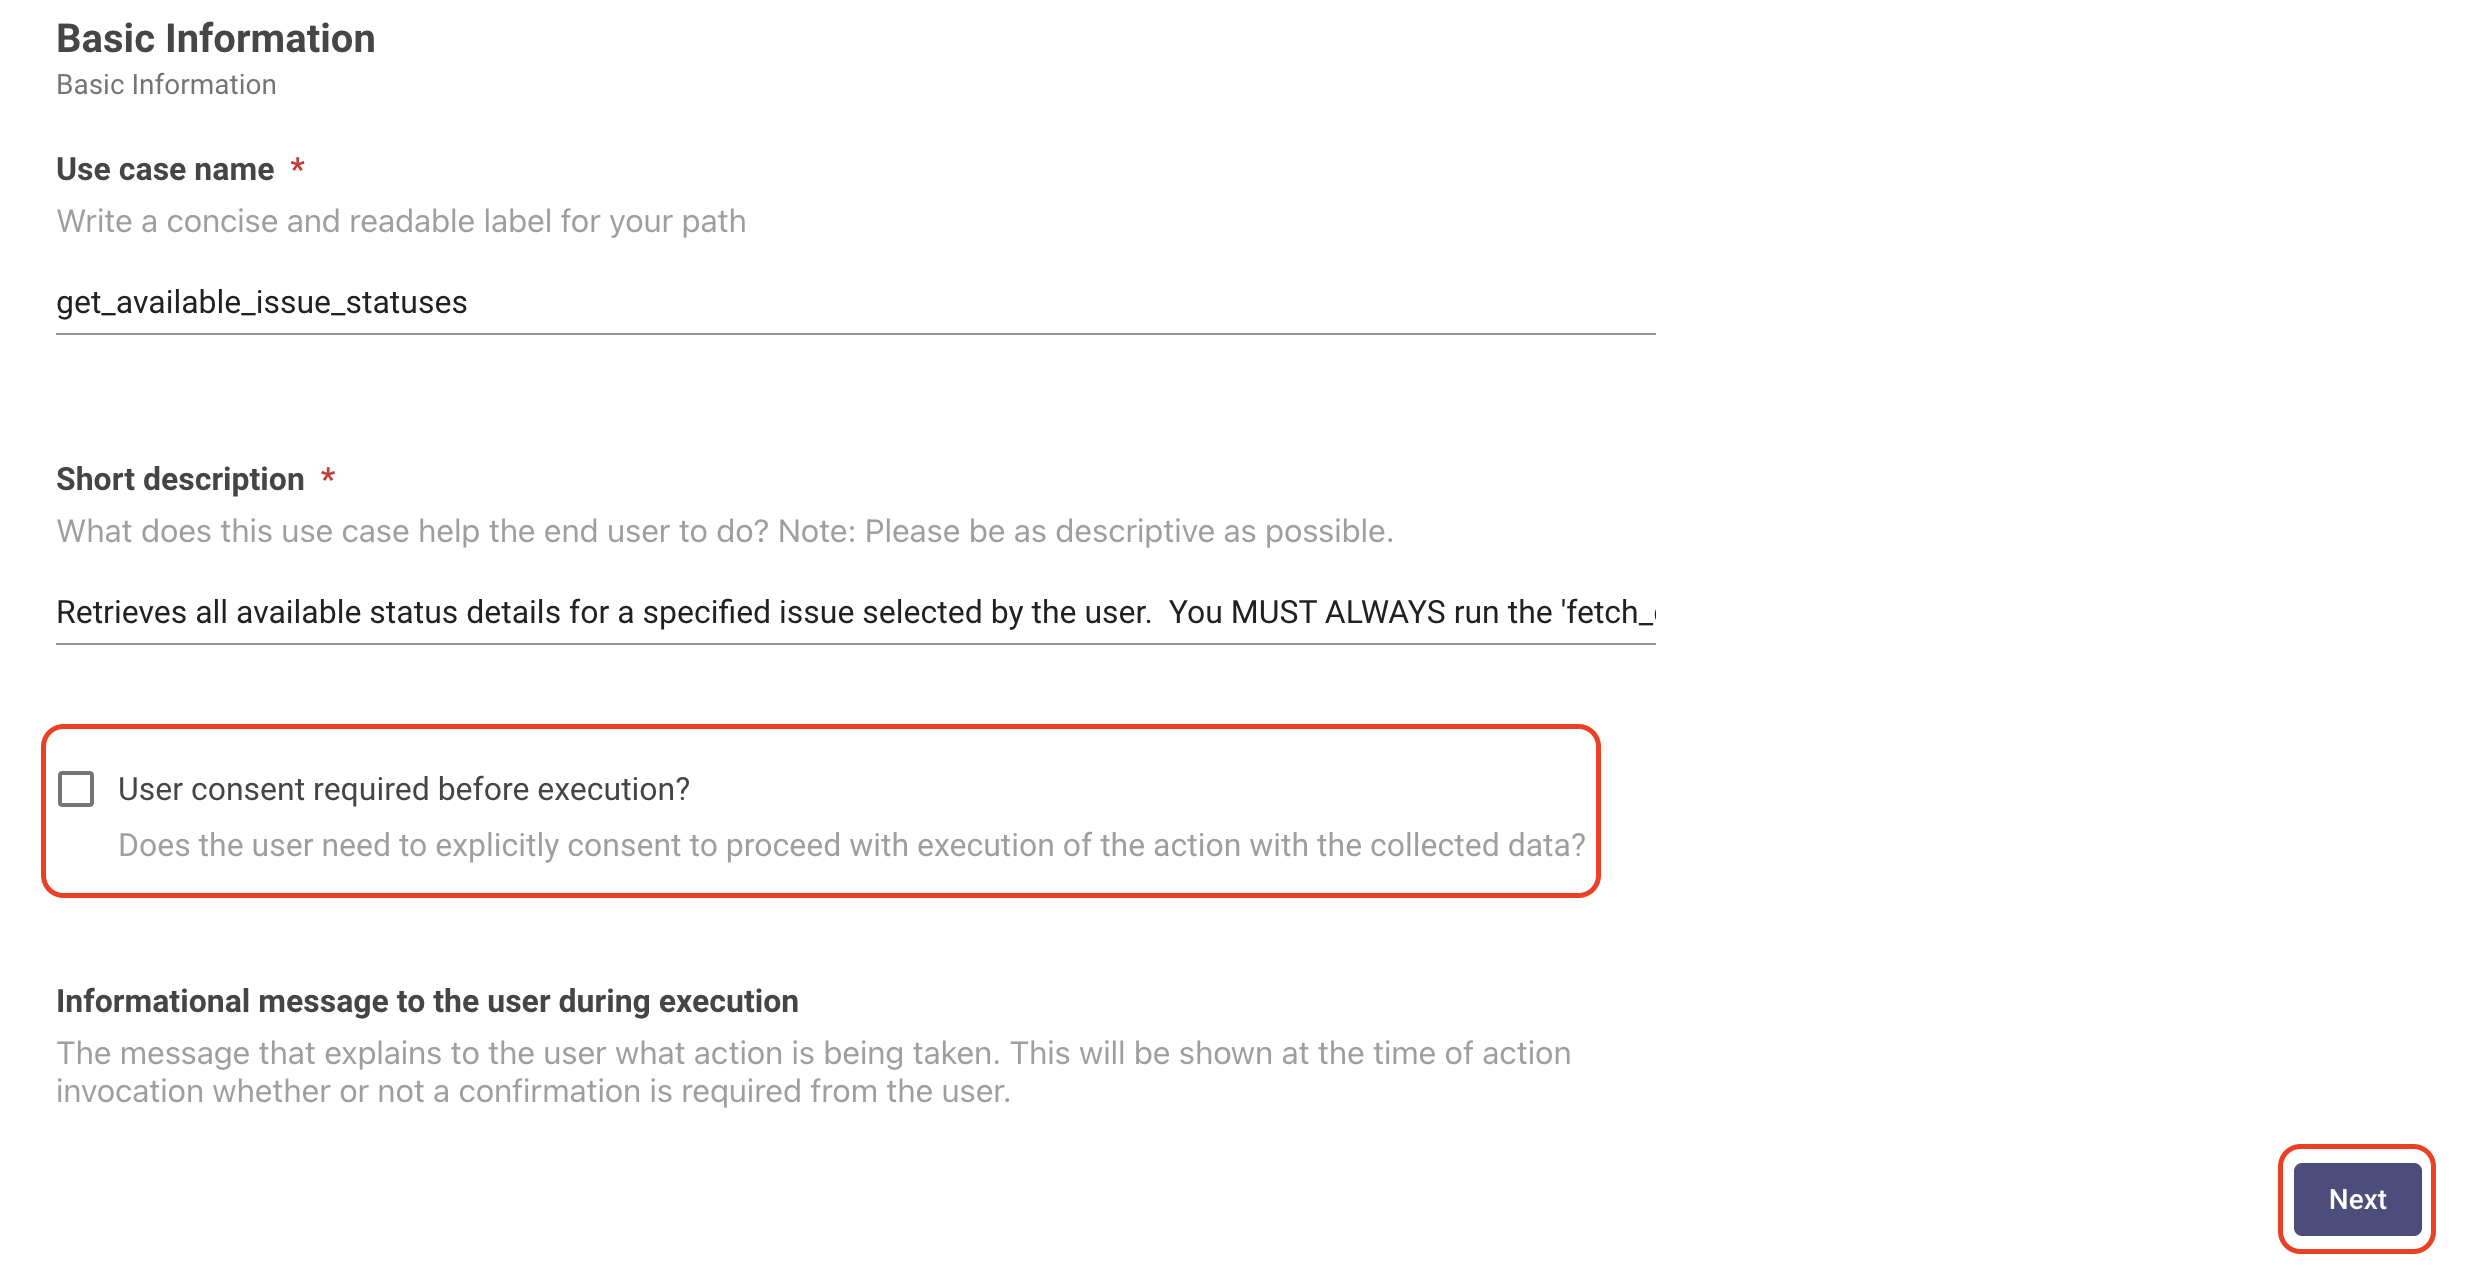 Basic Information
Basic Information
Use case name *
Write a concise and readable label for your path
get_available_issue_statuses
Short description *
What does this use case help the end user to do? Note: Please be as descriptive as possible.
Retrieves all available status details for a specified issue selected by the user.  You MUST ALWAYS run the 'fetch_
User consent required before execution?
Does the user need to explicitly consent to proceed with execution of the action with the collected data?
Informational message to the user during execution
The message that explains to the user what action is being taken. This will be shown at the time of action
invocation whether or not a confirmation is required from the user.
Next